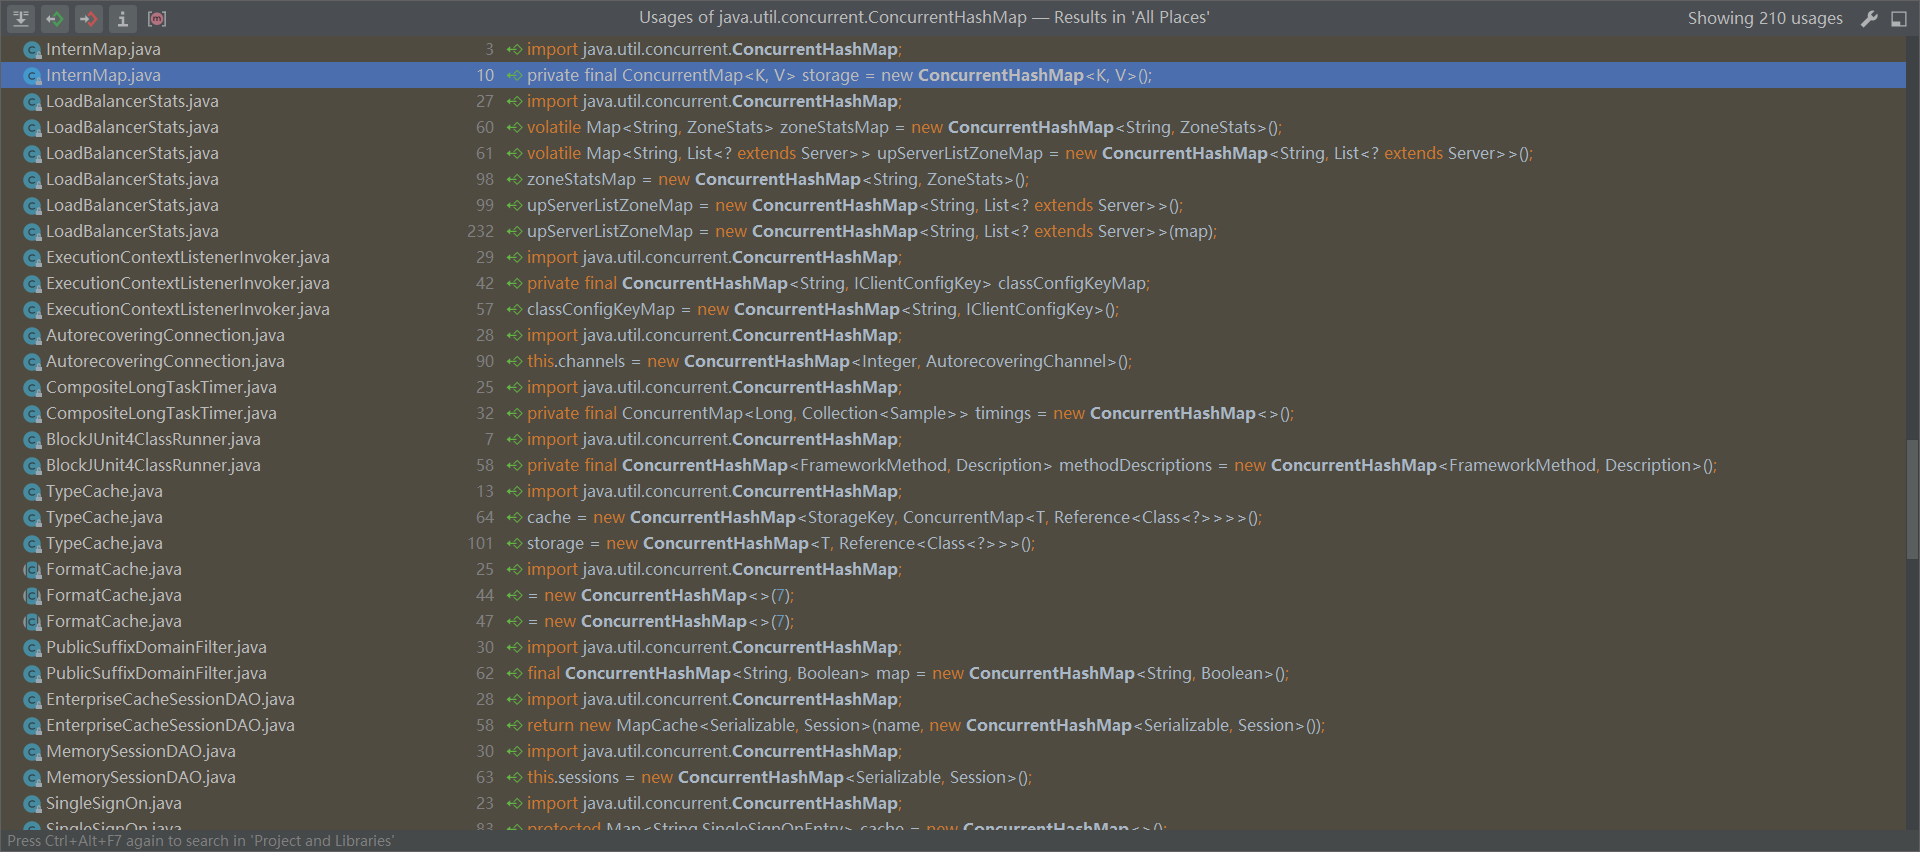 Usages of java.util.concurrent.ConcurrentHashMap — Results in 'All Places' Showing 210 usages
InternMap.java 3 import java.util.concurrent.ConcurrentHashMap;
InternMap.java 10 private final ConcurrentMap<K, V> storage = new ConcurrentHashMap<K, V>();
LoadBalancerStats.java 27 import java.util.concurrent.ConcurrentHashMap;
LoadBalancerStats.java 60 volatile Map<String, ZoneStats> zoneStatsMap = new ConcurrentHashMap<String, ZoneStats>();
LoadBalancerStats.java 61 volatile Map<String, List<? extends Server>> upServerListZoneMap = new ConcurrentHashMap<String, List<? extends Server>>();
LoadBalancerStats.java 98 zoneStatsMap = new ConcurrentHashMap<String, ZoneStats>();
LoadBalancerStats.java 99 upServerListZoneMap = new ConcurrentHashMap<String, List<? extends Server>>();
LoadBalancerStats.java 232 upServerListZoneMap = new ConcurrentHashMap<String, List<? extends Server>>(map);
ExecutionContextListenerInvoker.java 29 import java.util.concurrent.ConcurrentHashMap;
ExecutionContextListenerInvoker.java 42 private final ConcurrentHashMap<String, IClientConfigKey> classConfigKeyMap;
ExecutionContextListenerInvoker.java 57 classConfigKeyMap = new ConcurrentHashMap<String, IClientConfigKey>();
AutorecoveringConnection.java 28 import java.util.concurrent.ConcurrentHashMap;
AutorecoveringConnection.java 90 this.channels = new ConcurrentHashMap<Integer, AutorecoveringChannel>();
CompositeLongTaskTimer.java 25 import java.util.concurrent.ConcurrentHashMap;
CompositeLongTaskTimer.java 32 private final ConcurrentMap<Long, Collection<Sample>> timings = new ConcurrentHashMap<>();
BlockJUnit4ClassRunner.java 7 import java.util.concurrent.ConcurrentHashMap;
BlockJUnit4ClassRunner.java 58 private final ConcurrentHashMap<FrameworkMethod, Description> methodDescriptions = new ConcurrentHashMap<FrameworkMethod, Description>();
TypeCache.java 13 import java.util.concurrent.ConcurrentHashMap;
TypeCache.java 64 cache = new ConcurrentHashMap<StorageKey, ConcurrentMap<T, Reference<Class<?>>>>();
TypeCache.java 101 storage = new ConcurrentHashMap<T, Reference<Class<?>>>();
FormatCache.java 25 import java.util.concurrent.ConcurrentHashMap;
FormatCache.java 44 = new ConcurrentHashMap<>(7);
FormatCache.java 47 = new ConcurrentHashMap<>(7);
PublicSuffixDomainFilter.java 30 import java.util.concurrent.ConcurrentHashMap;
PublicSuffixDomainFilter.java 62 final ConcurrentHashMap<String, Boolean> map = new ConcurrentHashMap<String, Boolean>();
EnterpriseCacheSessionDAO.java 28 import java.util.concurrent.ConcurrentHashMap;
EnterpriseCacheSessionDAO.java 58 return new MapCache<Serializable, Session>(name, new ConcurrentHashMap<Serializable, Session>());
MemorySessionDAO.java 30 import java.util.concurrent.ConcurrentHashMap;
MemorySessionDAO.java 63 this.sessions = new ConcurrentHashMap<Serializable, Session>();
SingleSignOn.java 23 import java.util.concurrent.ConcurrentHashMap;
SingleSignOn.java 83 protected Map<String,SingleSignOnEntry> cache = new ConcurrentHashMap<>();
Press Ctrl+Alt+F7 again to search in 'Project and Libraries'